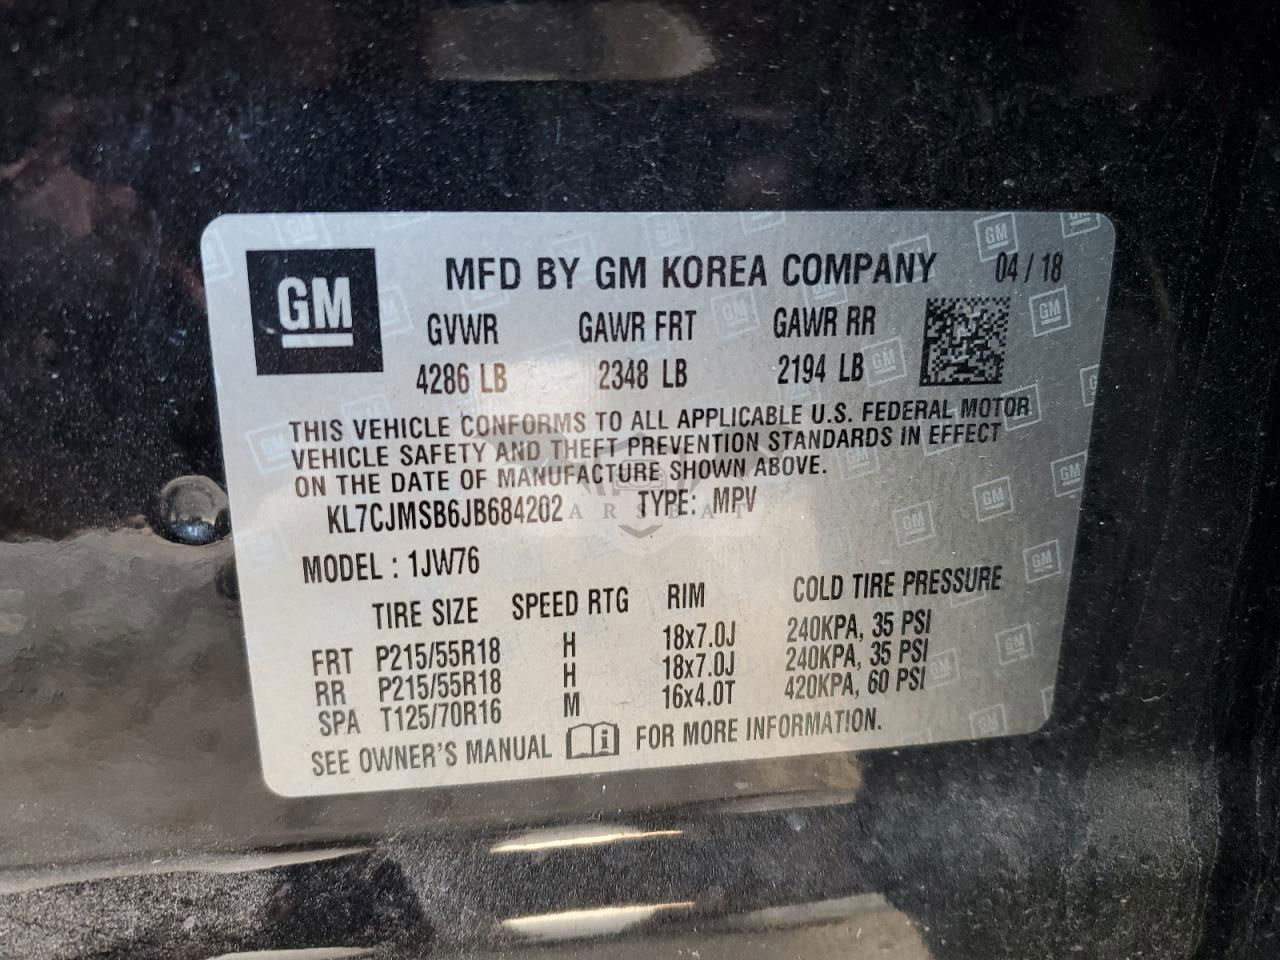 GM
MFD BY GM KOREA COMPANY 04 / 18
GVWR GAWR FRT GAWR RR
4286 LB 2348 LB 2194 LB
THIS VEHICLE CONFORMS TO ALL APPLICABLE U.S. FEDERAL MOTOR
VEHICLE SAFETY AND THEFT PREVENTION STANDARDS IN EFFECT
ON THE DATE OF MANUFACTURE SHOWN ABOVE.
KL7CJMSB6JB684202 TYPE: MPV
MODEL : 1JW76
TIRE SIZE SPEED RTG RIM COLD TIRE PRESSURE
FRT P215/55R18 H 18x7.0J 240KPA, 35 PSI
RR P215/55R18 H 18x7.0J 240KPA, 35 PSI
SPA T125/70R16 M 16x4.0T 420KPA, 60 PSI
SEE OWNER'S MANUAL i FOR MORE INFORMATION.